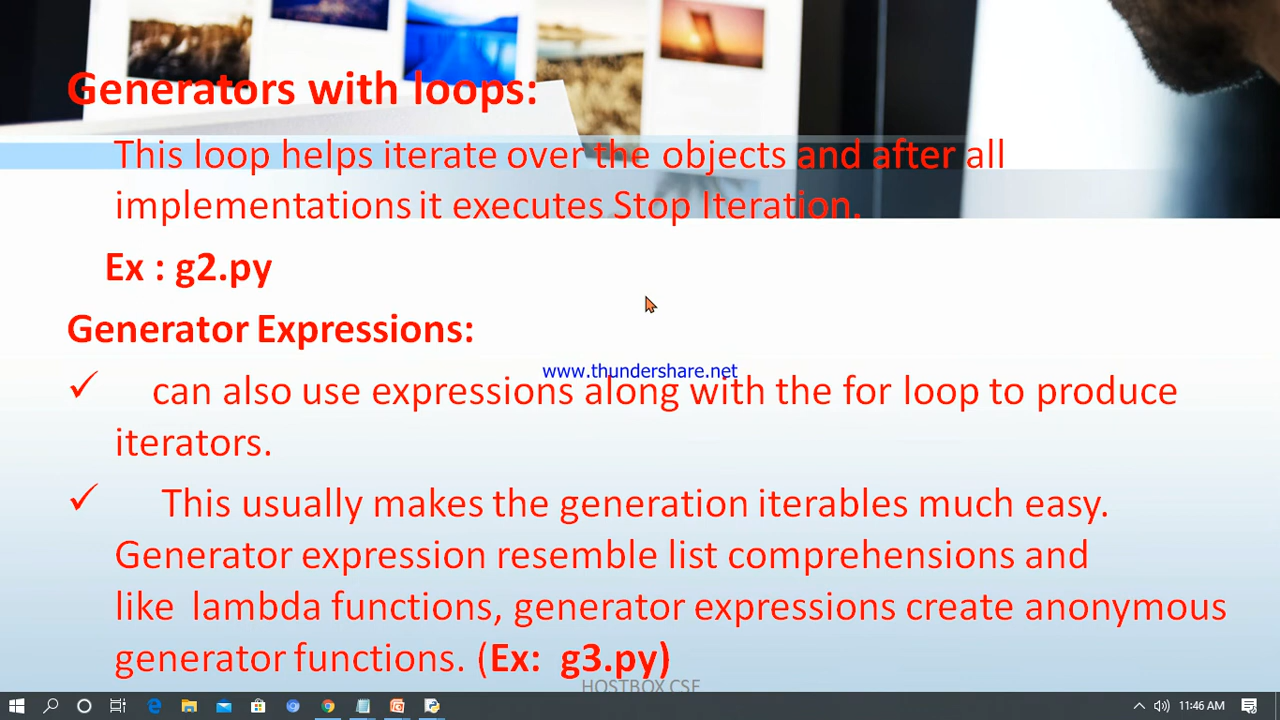 Generators with loops:
This loop helps iterate over the objects and after all
implementations it executes Stop Iteration.
Ex : g2.py
Generator Expressions:
www.thundershare.net
✓ can also use expressions along with the for loop to produce
iterators.
✓ This usually makes the generation iterables much easy.
Generator expression resemble list comprehensions and
like lambda functions, generator expressions create anonymous
generator functions. (Ex: g3.py)
HOSTBOX CSE
11:46 AM